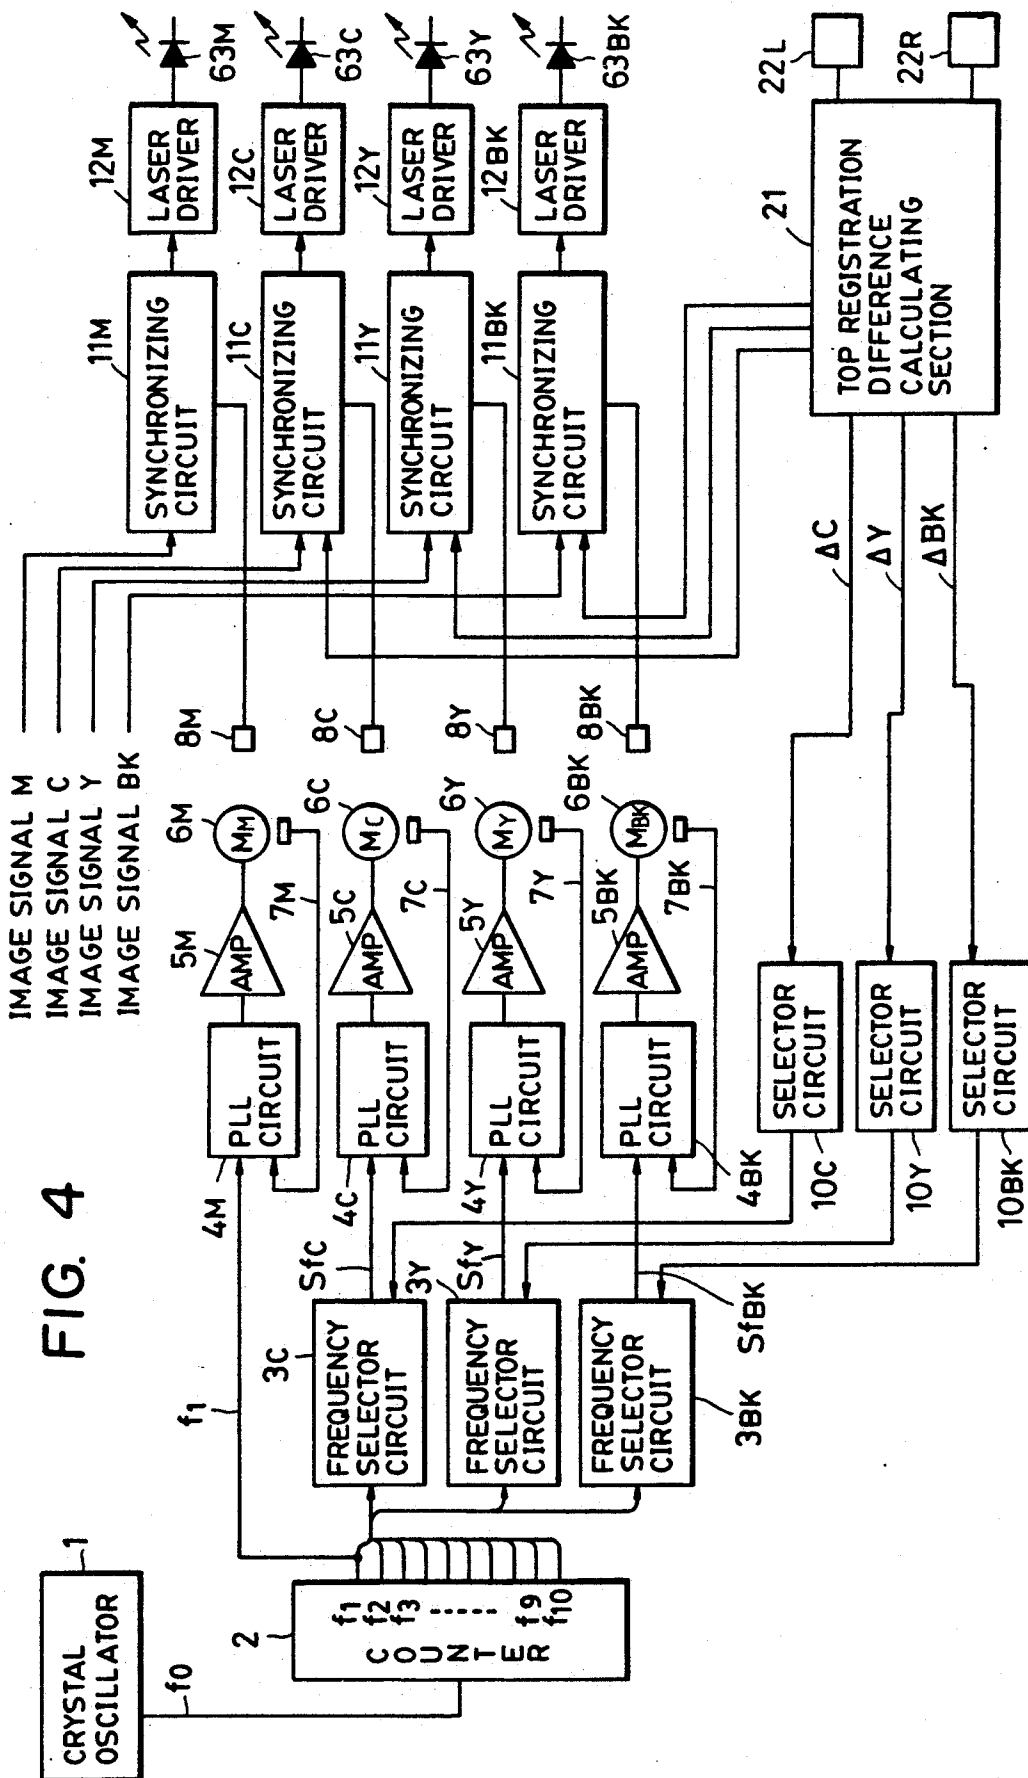 FIG. 4
IMAGE SIGNAL M
IMAGE SIGNAL C
IMAGE SIGNAL Y
IMAGE SIGNAL BK
CRYSTAL
OSCILLATOR
1
f0
2
COUNTER
f1
f2
f3
f9
f10
f1
3C
FREQUENCY
SELECTOR
CIRCUIT
3Y
FREQUENCY
SELECTOR
CIRCUIT
3BK
FREQUENCY
SELECTOR
CIRCUIT
SfC
SfY
SfBK
4M
PLL
CIRCUIT
4C
PLL
CIRCUIT
4Y
PLL
CIRCUIT
4BK
PLL
CIRCUIT
5M
AMP
5C
AMP
5Y
AMP
5BK
AMP
6M
MM
6C
MC
6Y
MY
6BK
MBK
7M
7C
7Y
7BK
8M
8C
8Y
8BK
11M
SYNCHRONIZING
CIRCUIT
11C
SYNCHRONIZING
CIRCUIT
11Y
SYNCHRONIZING
CIRCUIT
11BK
SYNCHRONIZING
CIRCUIT
12M
LASER
DRIVER
12C
LASER
DRIVER
12Y
LASER
DRIVER
12BK
LASER
DRIVER
63M
63C
63Y
63BK
10C
SELECTOR
CIRCUIT
10Y
SELECTOR
CIRCUIT
10BK
SELECTOR
CIRCUIT
ΔC
ΔY
ΔBK
21
TOP REGISTRATION
DIFFERENCE
CALCULATING
SECTION
22L
22R